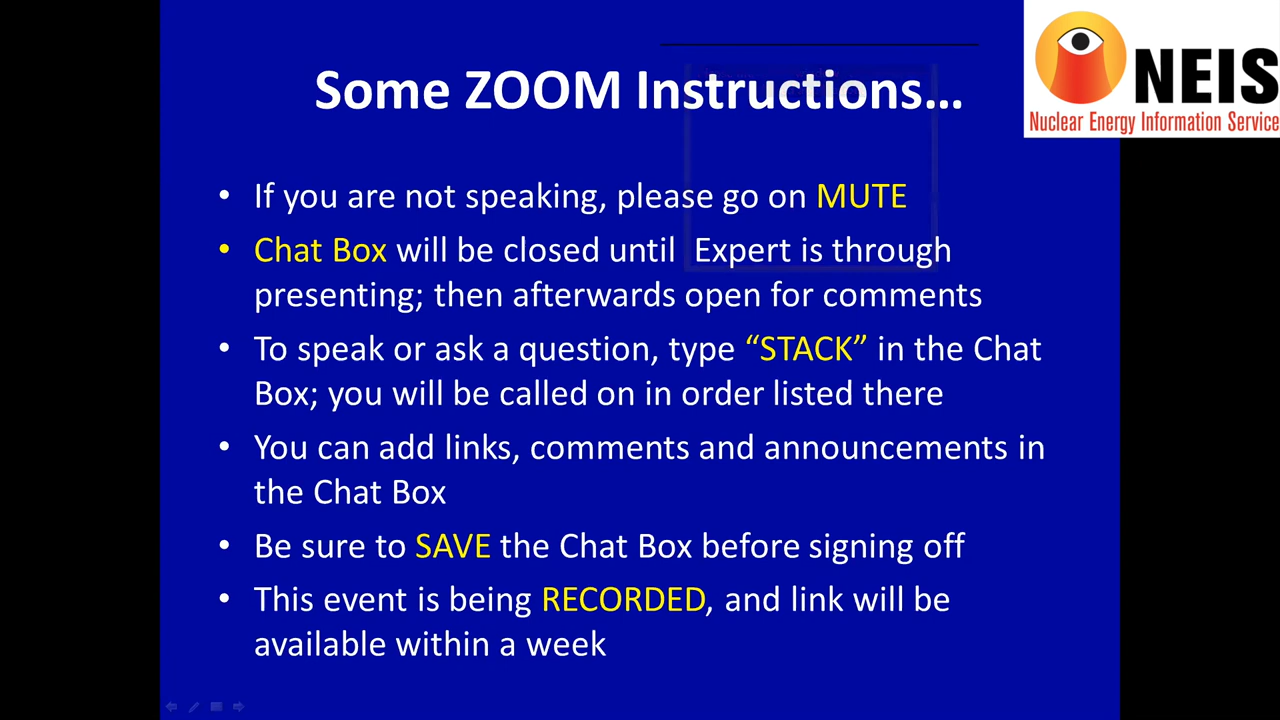 Some ZOOM Instructions…
NEIS
Nuclear Energy Information Service
• If you are not speaking, please go on MUTE
• Chat Box will be closed until Expert is through
presenting; then afterwards open for comments
• To speak or ask a question, type “STACK” in the Chat
Box; you will be called on in order listed there
• You can add links, comments and announcements in
the Chat Box
• Be sure to SAVE the Chat Box before signing off
• This event is being RECORDED, and link will be
available within a week